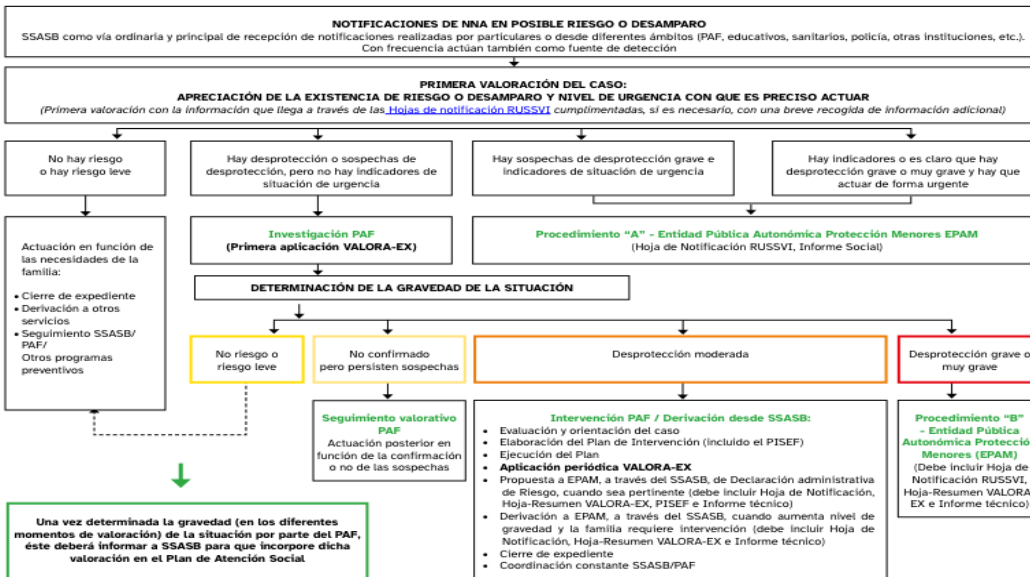 NOTIFICACIONES DE NNA EN POSIBLE RIESGO O DESAMPARO
SSASB como vía ordinaria y principal de recepción de notificaciones realizadas por particulares o desde diferentes ámbitos (PAF, educativos, sanitarios, policía, otras instituciones, etc.).
Con frecuencia actúan también como fuente de detección
PRIMERA VALORACIÓN DEL CASO:
APRECIACIÓN DE LA EXISTENCIA DE RIESGO O DESAMPARO Y NIVEL DE URGENCIA CON QUE ES PRECISO ACTUAR
(Primera valoración con la información que llega a través de las Hojas de notificación RUSSVI cumplimentadas, si es necesario, con una breve recogida de información adicional)
No hay riesgo
o hay riesgo leve
Hay desprotección o sospechas de
desprotección, pero no hay indicadores de
situación de urgencia
Hay sospechas de desprotección grave e
indicadores de situación de urgencia
Hay indicadores o es claro que hay
desprotección grave o muy grave y hay que
actuar de forma urgente
Actuación en función de
las necesidades de la
familia:
• Cierre de expediente
• Derivación a otros
servicios
• Seguimiento SSASB/
PAF/
Otros programas
preventivos
Investigación PAF
(Primera aplicación VALORA-EX)
Procedimiento "A" - Entidad Pública Autonómica Protección Menores EPAM
(Hoja de Notificación RUSSVI, Informe Social)
DETERMINACIÓN DE LA GRAVEDAD DE LA SITUACIÓN
No riesgo o
riesgo leve
No confirmado
pero persisten sospechas
Desprotección moderada
Desprotección grave o
muy grave
Seguimiento valorativo
PAF
Actuación posterior en
función de la confirmación
o no de las sospechas
Intervención PAF / Derivación desde SSASB:
• Evaluación y orientación del caso
• Elaboración del Plan de Intervención (incluido el PISEF)
• Ejecución del Plan
• Aplicación periódica VALORA-EX
• Propuesta a EPAM, a través del SSASB, de Declaración administrativa
de Riesgo, cuando sea pertinente (debe incluir Hoja de Notificación,
Hoja-Resumen VALORA-EX, PISEF e Informe técnico)
• Derivación a EPAM, a través del SSASB, cuando aumenta nivel de
gravedad y la familia requiere intervención (debe incluir Hoja de
Notificación, Hoja-Resumen VALORA-EX e Informe técnico)
• Cierre de expediente
• Coordinación constante SSASB/PAF
Procedimiento "B"
- Entidad Pública
Autonómica Protección
Menores (EPAM)
(Debe incluir Hoja de
Notificación RUSSVI,
Hoja-Resumen VALORA-
EX e Informe técnico)
Una vez determinada la gravedad (en los diferentes
momentos de valoración) de la situación por parte del PAF,
éste deberá informar a SSASB para que incorpore dicha
valoración en el Plan de Atención Social